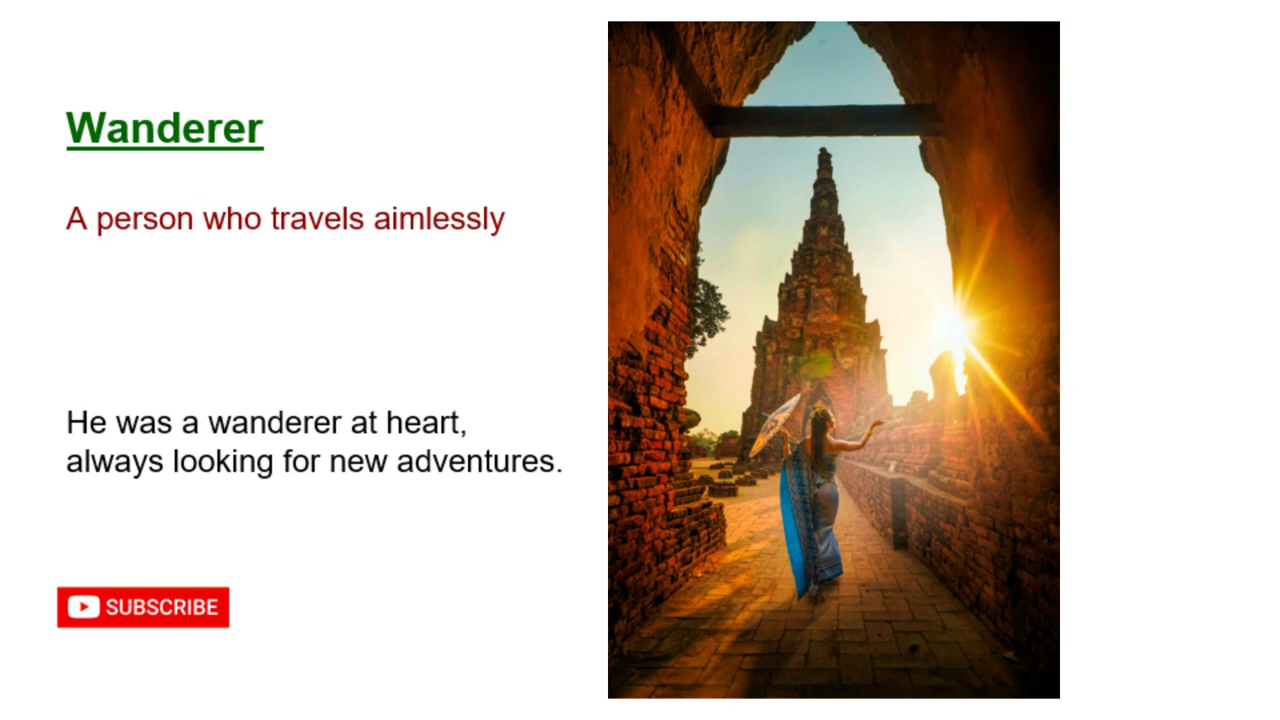 Wanderer
A person who travels aimlessly
He was a wanderer at heart,
always looking for new adventures.
SUBSCRIBE